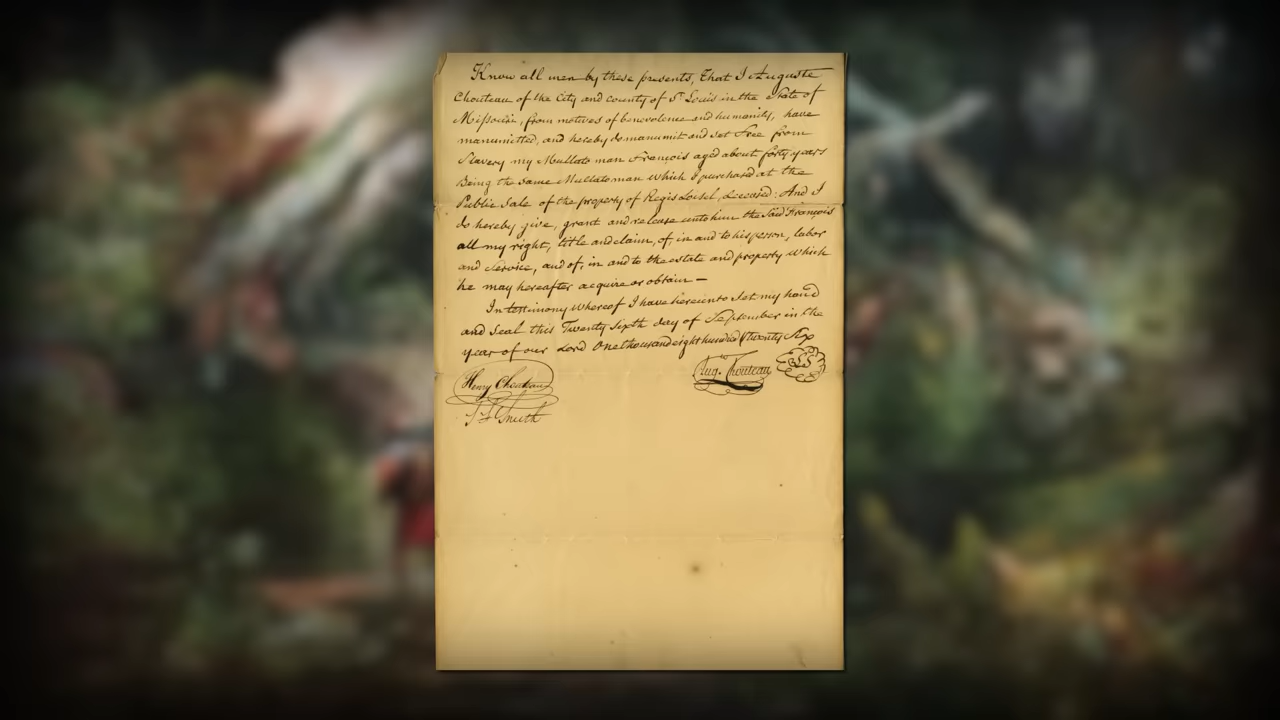 Know all men by these presents, That I Auguste
Chouteau of the City and county of St Louis in the State of
Missouri, from motives of benevolence and humanity, have
manumitted, and hereby do manumit and set Free from
Slavery my Mullato man François aged about forty years
Being the same Mullato man which I purchased at the
Public Sale of the property of Regis Loisel, deceased: And I
do hereby give, grant and release unto him the Said François
all my right, title and claim, of, in and to his person, labor
and Service, and of, in and to the estate and property which
he may hereafter acquire or obtain —
In testimony whereof I have hereunto Set my hand
and Seal this Twenty Sixth day of September in the
year of our Lord One thousand eight hundred & twenty Six
Aug. Chouteau
Henry Chouteau
Smith